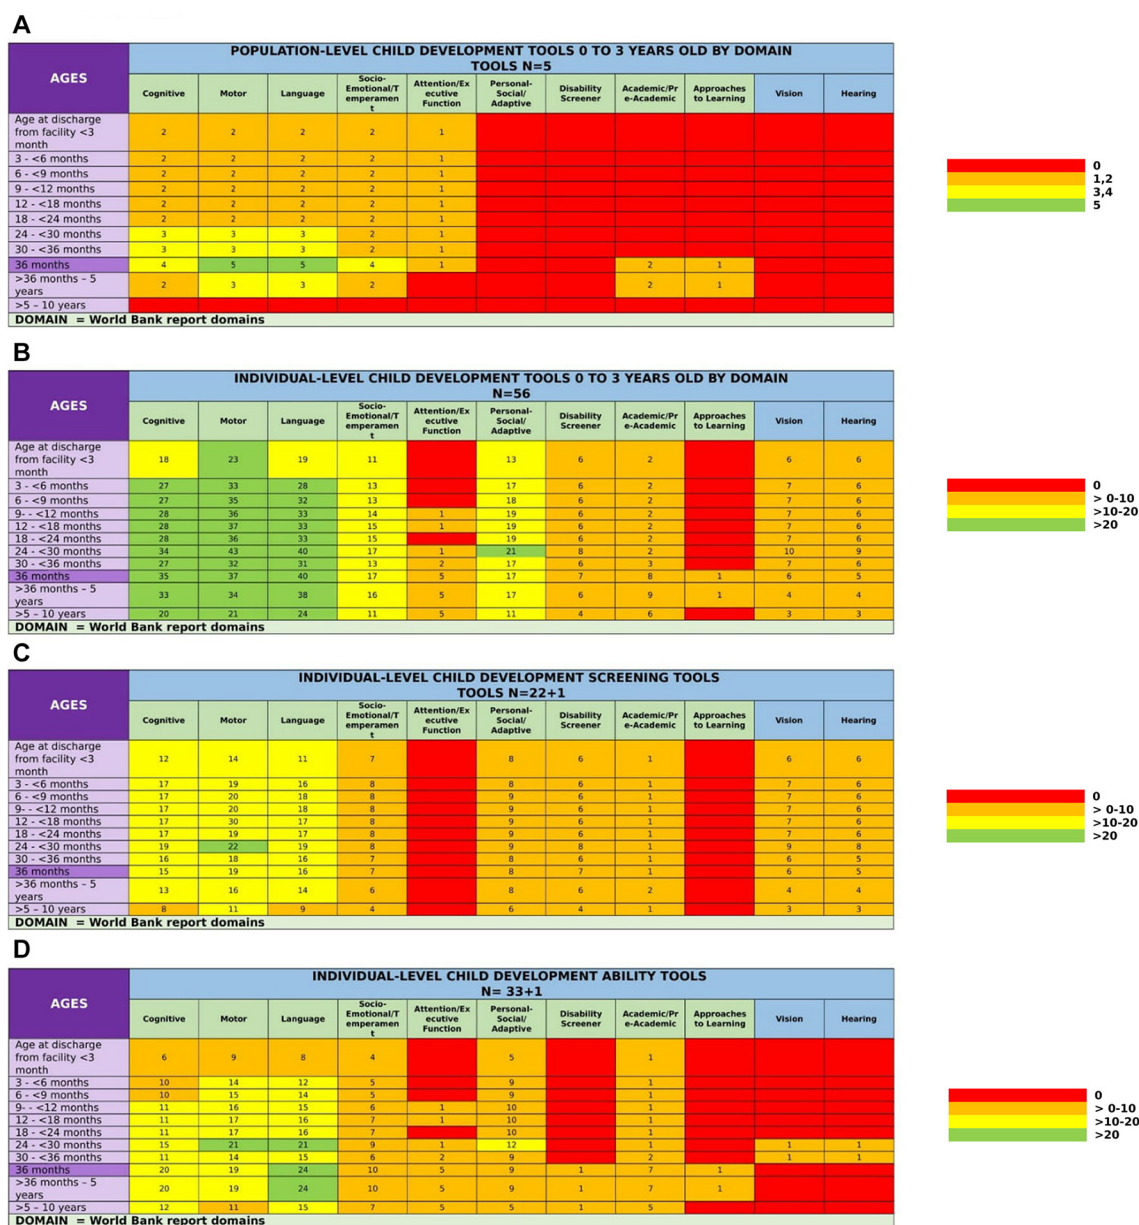 A
AGES
POPULATION-LEVEL CHILD DEVELOPMENT TOOLS 0 TO 3 YEARS OLD BY DOMAIN
TOOLS N=5
Cognitive Motor Language Socio-Emotional/Temperament Attention/Executive Function Personal-Social/Adaptive Disability Screener Academic/Pre-Academic Approaches to Learning Vision Hearing
Age at discharge from facility <3 month 2 2 2 2 1
3 - <6 months 2 2 2 2 1
6 - <9 months 2 2 2 2 1
9 - <12 months 2 2 2 2 1
12 - <18 months 2 2 2 2 1
18 - <24 months 2 2 2 2 1
24 - <30 months 3 3 3 2 1
30 - <36 months 3 3 3 2 1
36 months 4 5 5 4 1 2 1
>36 months – 5 years 2 3 3 2 2 1
>5 – 10 years
DOMAIN = World Bank report domains
0
1,2
3,4
5
B
AGES
INDIVIDUAL-LEVEL CHILD DEVELOPMENT TOOLS 0 TO 3 YEARS OLD BY DOMAIN
N=56
Cognitive Motor Language Socio-Emotional/Temperament Attention/Executive Function Personal-Social/Adaptive Disability Screener Academic/Pre-Academic Approaches to Learning Vision Hearing
Age at discharge from facility <3 month 18 23 19 11 13 6 2 6 6
3 - <6 months 27 33 28 13 17 6 2 7 6
6 - <9 months 27 35 32 13 18 6 2 7 6
9- - <12 months 28 36 33 14 1 19 6 2 7 6
12 - <18 months 28 37 33 15 1 19 6 2 7 6
18 - <24 months 28 36 33 15 19 6 2 7 6
24 - <30 months 34 43 40 17 1 21 8 2 10 9
30 - <36 months 27 32 31 13 2 17 6 3 7 6
36 months 35 37 40 17 5 17 7 8 1 6 5
>36 months – 5 years 33 34 38 16 5 17 6 9 1 4 4
>5 – 10 years 20 21 24 11 5 11 4 6 3 3
DOMAIN = World Bank report domains
0
> 0-10
>10-20
>20
C
AGES
INDIVIDUAL-LEVEL CHILD DEVELOPMENT SCREENING TOOLS
TOOLS N=22+1
Cognitive Motor Language Socio-Emotional/Temperament Attention/Executive Function Personal-Social/Adaptive Disability Screener Academic/Pre-Academic Approaches to Learning Vision Hearing
Age at discharge from facility <3 month 12 14 11 7 8 6 1 6 6
3 - <6 months 17 19 16 8 8 6 1 7 6
6 - <9 months 17 20 18 8 9 6 1 7 6
9- - <12 months 17 20 18 8 9 6 1 7 6
12 - <18 months 17 30 17 8 9 6 1 7 6
18 - <24 months 17 19 17 8 9 6 1 7 6
24 - <30 months 19 22 19 8 9 8 1 9 8
30 - <36 months 16 18 16 7 8 6 1 6 5
36 months 15 19 16 7 8 7 1 6 5
>36 months – 5 years 13 16 14 6 8 6 2 4 4
>5 – 10 years 8 11 9 4 6 4 1 3 3
DOMAIN = World Bank report domains
0
> 0-10
>10-20
>20
D
AGES
INDIVIDUAL-LEVEL CHILD DEVELOPMENT ABILITY TOOLS
N= 33+1
Cognitive Motor Language Socio-Emotional/Temperament Attention/Executive Function Personal-Social/Adaptive Disability Screener Academic/Pre-Academic Approaches to Learning Vision Hearing
Age at discharge from facility <3 month 6 9 8 4 5 1
3 - <6 months 10 14 12 5 9 1
6 - <9 months 10 15 14 5 9 1
9- - <12 months 11 16 15 6 1 10 1
12 - <18 months 11 17 16 7 1 10 1
18 - <24 months 11 17 16 7 10 1
24 - <30 months 15 21 21 9 1 12 1 1 1
30 - <36 months 11 14 15 6 2 9 2 1 1
36 months 20 19 24 10 5 9 1 7 1
>36 months – 5 years 20 19 24 10 5 9 1 7 1
>5 – 10 years 12 11 15 7 5 5 1 5
DOMAIN = World Bank report domains
0
> 0-10
>10-20
>20